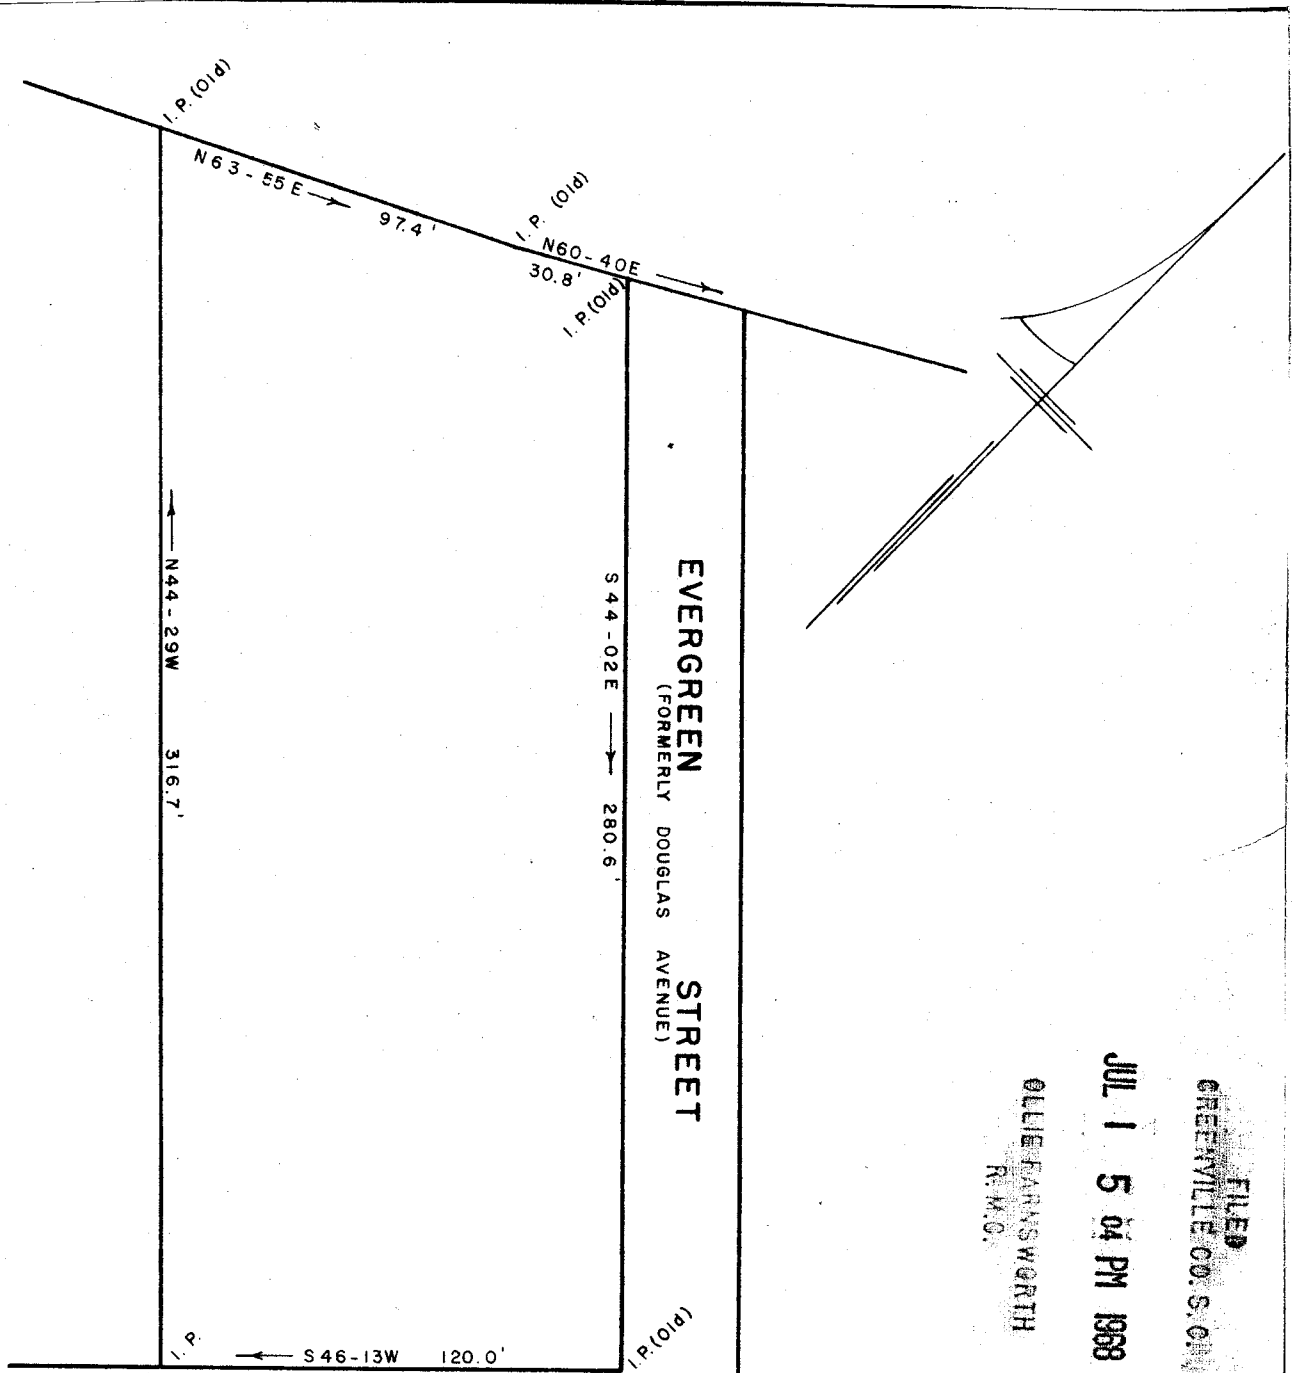 I. P. (Old)
N63-55E
97.4'
I. P. (Old)
N60-40E
30.8'
I. P. (Old)
N44-29W 316.7'
S44-02E 280.6'
EVERGREEN STREET
(FORMERLY DOUGLAS AVENUE)
FILED
GREENVILLE CO. S. C.
JUL 1 5 04 PM 1968
OLLIE FARNSWORTH
R. M. C.
I. P.
S46-13W 120.0'
I. P. (Old)